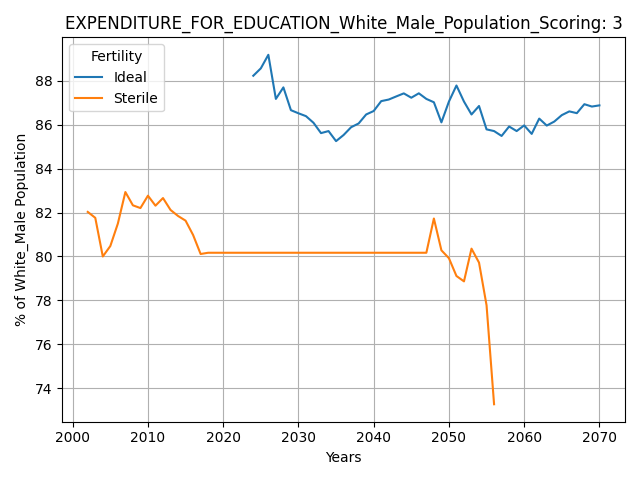 EXPENDITURE_FOR_EDUCATION_White_Male_Population_Scoring: 3
Fertility
Ideal
Sterile
% of White_Male Population
88
86
84
82
80
78
76
74
2000 2010 2020 2030 2040 2050 2060 2070
Years